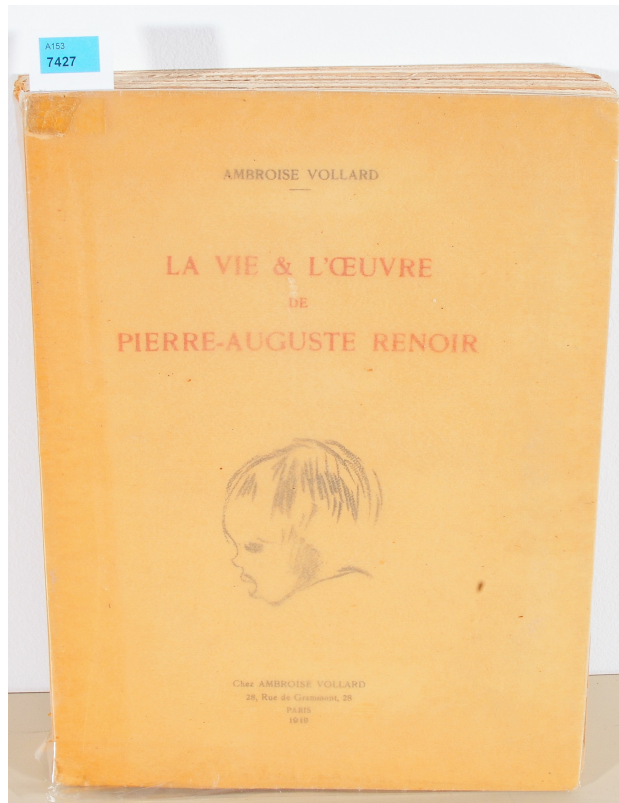 A153
7427
AMBROISE VOLLARD
LA VIE & L'ŒUVRE
DE
PIERRE-AUGUSTE RENOIR
Chez AMBROISE VOLLARD
28, Rue de Grammont, 28
PARIS